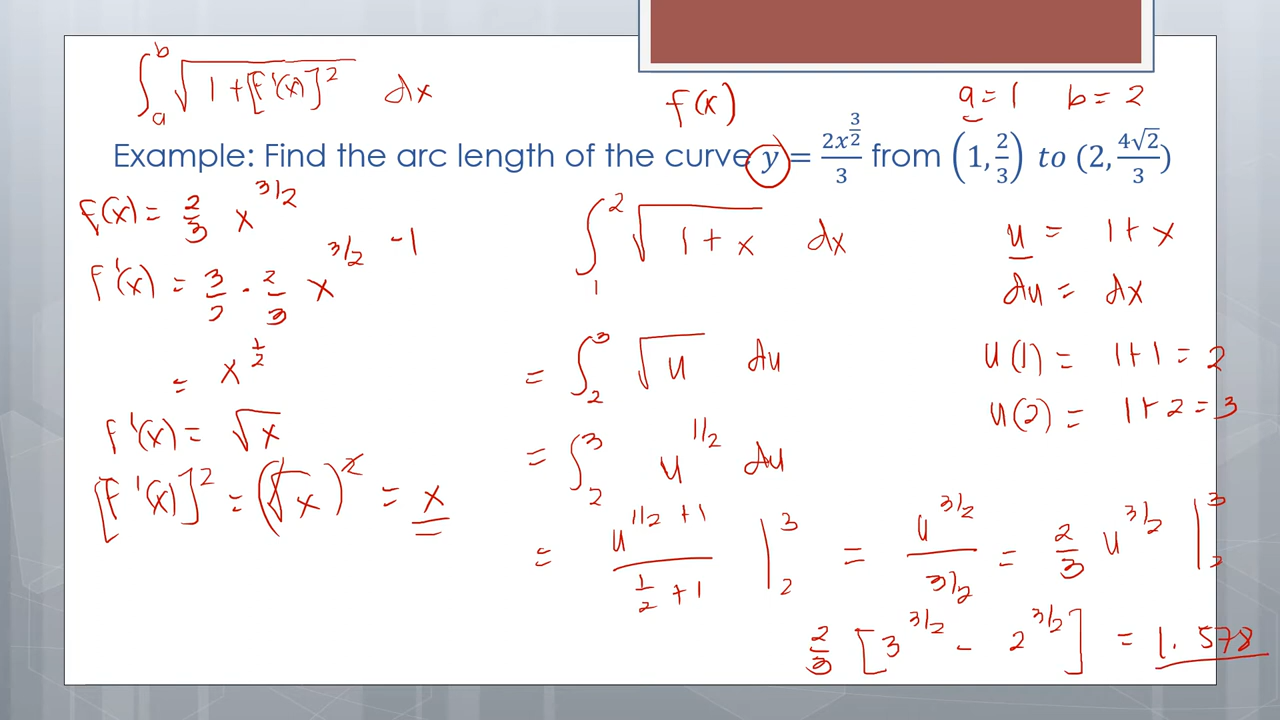 ∫_a^b √(1 + [f'(x)]^2) dx
f(x)
a = 1 b = 2
Example: Find the arc length of the curve y = 2x^(3/2)/3 from (1, 2/3) to (2, 4√2/3)
f(x) = 2/3 x^(3/2)
f'(x) = 3/2 · 2/3 x^(3/2 - 1)
= x^(1/2)
f'(x) = √x
[f'(x)]^2 = (√x)^2 = x
∫_1^2 √(1 + x) dx
= ∫_2^3 √u du
= ∫_2^3 u^(1/2) du
= u^(1/2 + 1) / (1/2 + 1) |_2^3 = u^(3/2) / (3/2) = 2/3 u^(3/2) |_2^3
2/3 [3^(3/2) - 2^(3/2)] = 1.578
u = 1 + x
du = dx
u(1) = 1+1 = 2
u(2) = 1+2 = 3